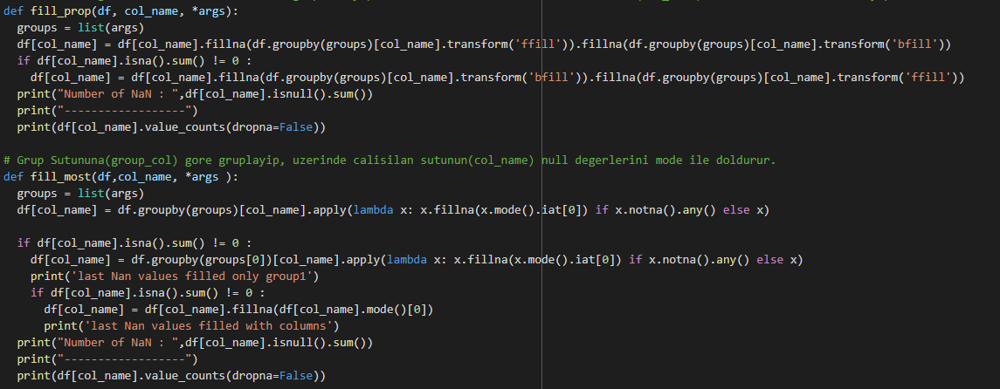 def fill_prop(df, col_name, *args):
  groups = list(args)
  df[col_name] = df[col_name].fillna(df.groupby(groups)[col_name].transform('ffill')).fillna(df.groupby(groups)[col_name].transform('bfill'))
  if df[col_name].isna().sum() != 0 :
    df[col_name] = df[col_name].fillna(df.groupby(groups)[col_name].transform('bfill')).fillna(df.groupby(groups)[col_name].transform('ffill'))
  print("Number of NaN : ",df[col_name].isnull().sum())
  print("------------------")
  print(df[col_name].value_counts(dropna=False))

# Grup Sutununa(group_col) gore gruplayip, uzerinde calisilan sutunun(col_name) null degerlerini mode ile doldurur.
def fill_most(df,col_name, *args ):
  groups = list(args)
  df[col_name] = df.groupby(groups)[col_name].apply(lambda x: x.fillna(x.mode().iat[0]) if x.notna().any() else x)

  if df[col_name].isna().sum() != 0 :
    df[col_name] = df.groupby(groups[0])[col_name].apply(lambda x: x.fillna(x.mode().iat[0]) if x.notna().any() else x)
    print('last Nan values filled only group1')
    if df[col_name].isna().sum() != 0 :
      df[col_name] = df[col_name].fillna(df[col_name].mode()[0])
      print('last Nan values filled with columns')
  print("Number of NaN : ",df[col_name].isnull().sum())
  print("------------------")
  print(df[col_name].value_counts(dropna=False))